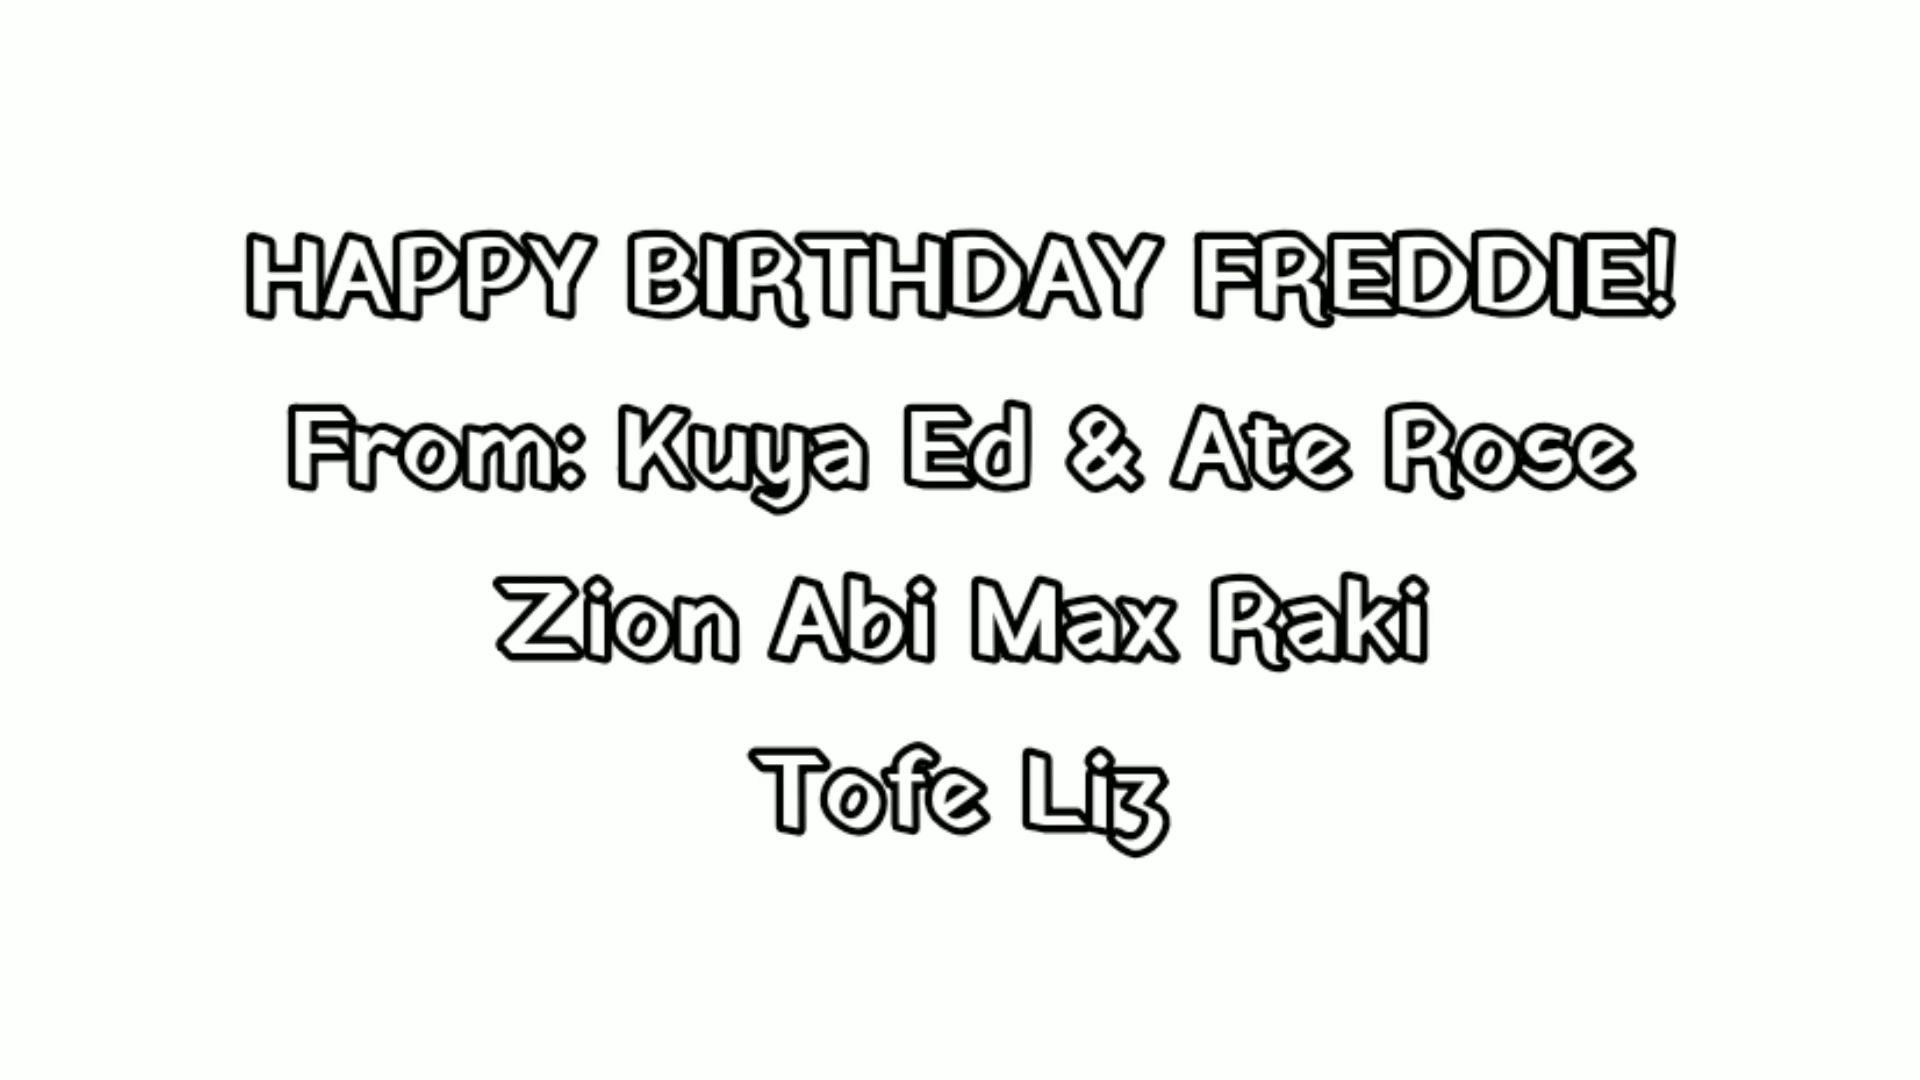 HAPPY BIRTHDAY FREDDIE!
From: Kuya Ed & Ate Rose
Zion Abi Max Raki
Tofe Liz